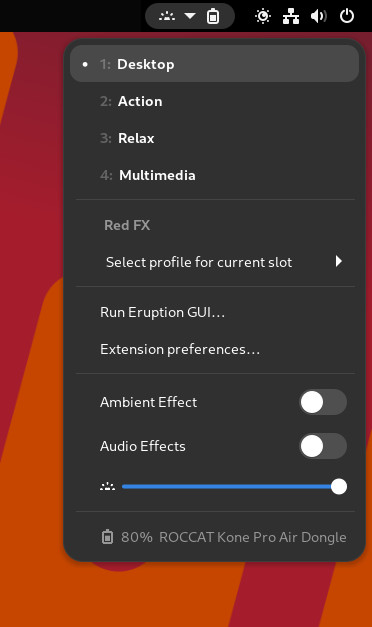 1: Desktop
2: Action
3: Relax
4: Multimedia
Red FX
Select profile for current slot
Run Eruption GUI...
Extension preferences...
Ambient Effect
Audio Effects
80% ROCCAT Kone Pro Air Dongle